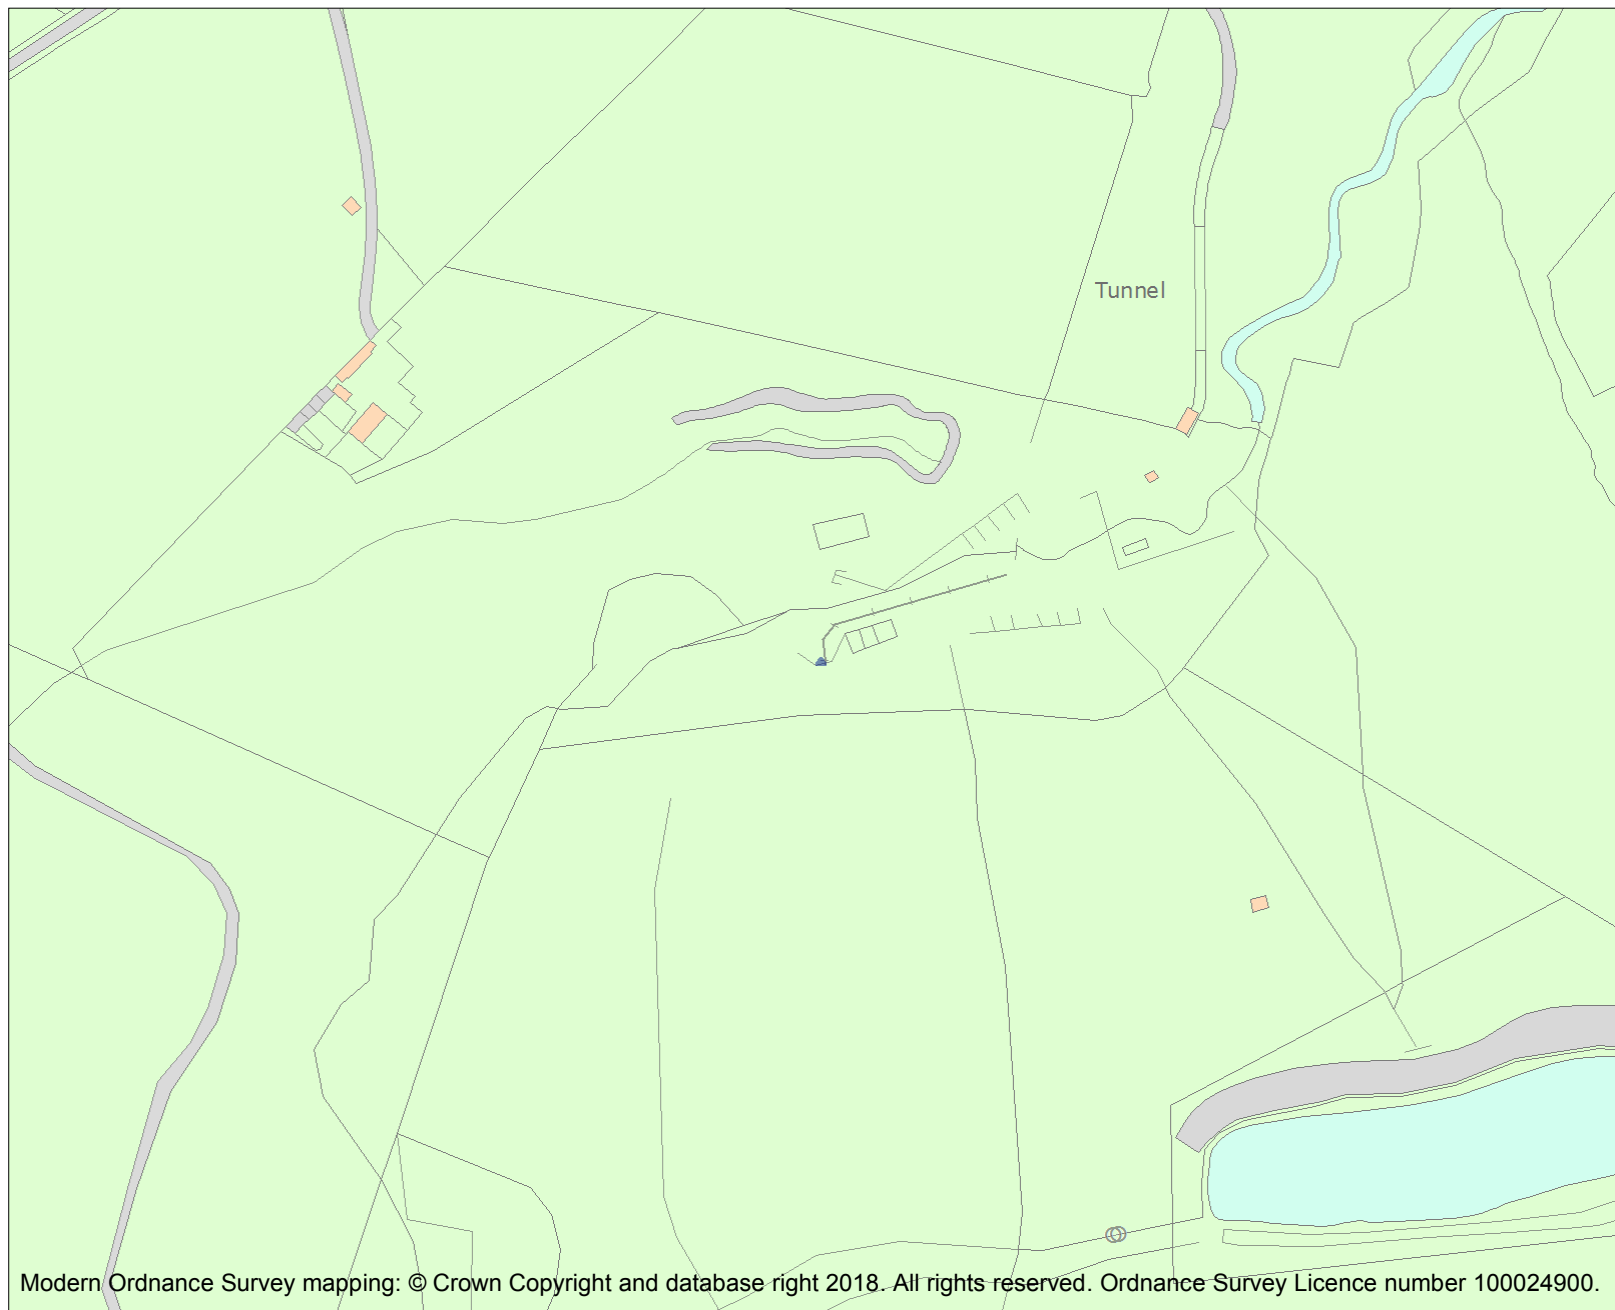 Tunnel
Modern Ordnance Survey mapping: © Crown Copyright and database right 2018. All rights reserved. Ordnance Survey Licence number 100024900.